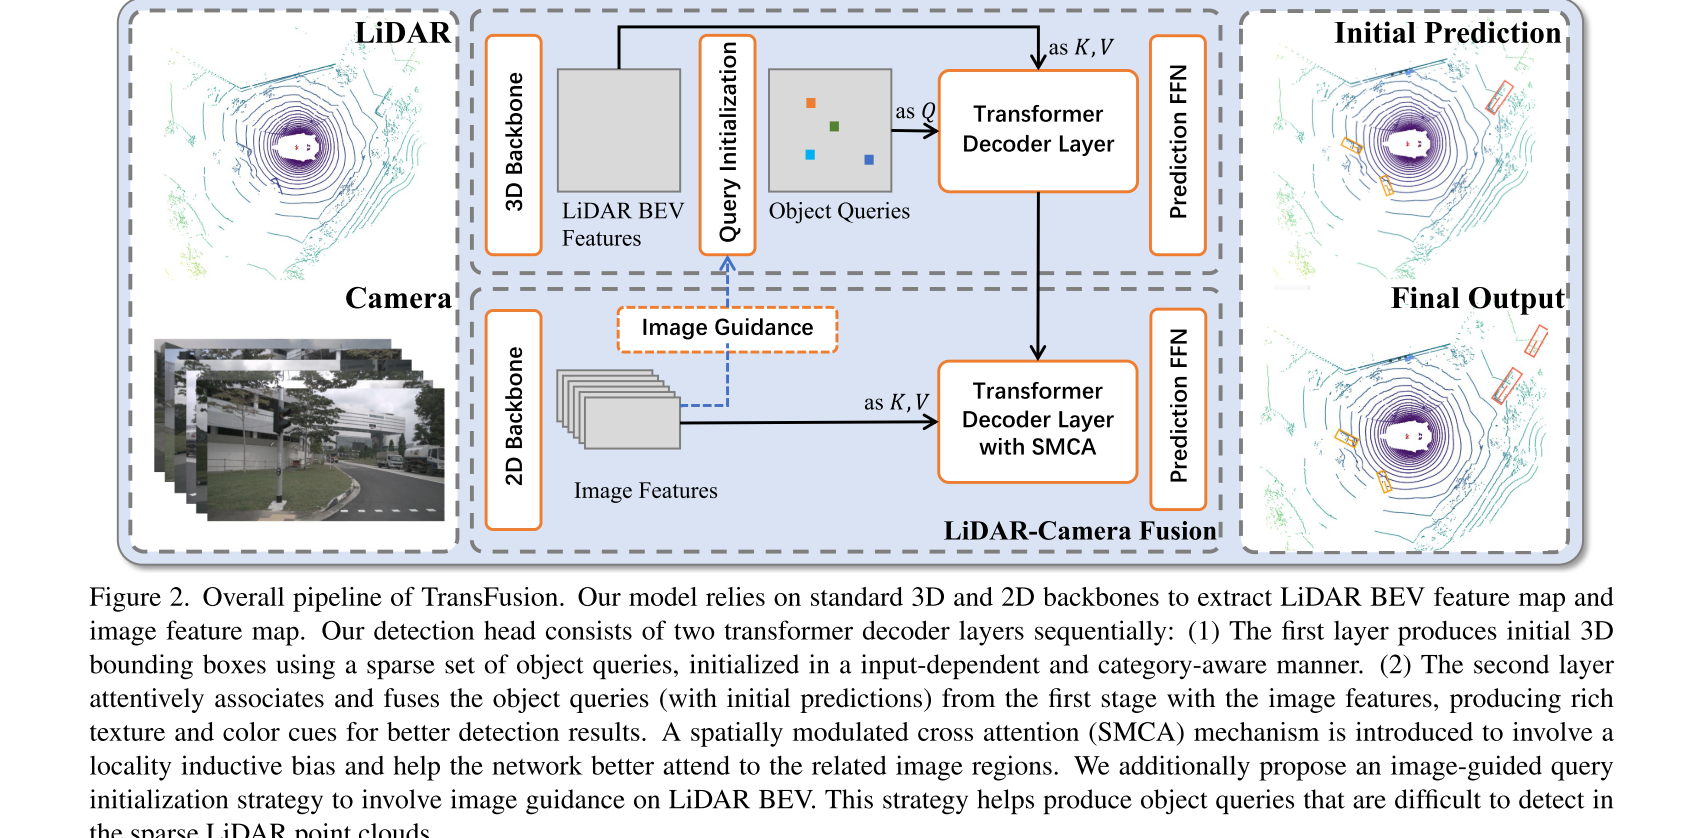 LiDAR
Camera
3D Backbone
LiDAR BEV
Features
Query Initialization
Object Queries
as Q
as K, V
Transformer
Decoder Layer
Prediction FFN
2D Backbone
Image Guidance
Image Features
as K, V
Transformer
Decoder Layer
with SMCA
Prediction FFN
LiDAR-Camera Fusion
Initial Prediction
Final Output
Figure 2. Overall pipeline of TransFusion. Our model relies on standard 3D and 2D backbones to extract LiDAR BEV feature map and
image feature map. Our detection head consists of two transformer decoder layers sequentially: (1) The first layer produces initial 3D
bounding boxes using a sparse set of object queries, initialized in a input-dependent and category-aware manner. (2) The second layer
attentively associates and fuses the object queries (with initial predictions) from the first stage with the image features, producing rich
texture and color cues for better detection results. A spatially modulated cross attention (SMCA) mechanism is introduced to involve a
locality inductive bias and help the network better attend to the related image regions. We additionally propose an image-guided query
initialization strategy to involve image guidance on LiDAR BEV. This strategy helps produce object queries that are difficult to detect in
the sparse LiDAR point clouds.